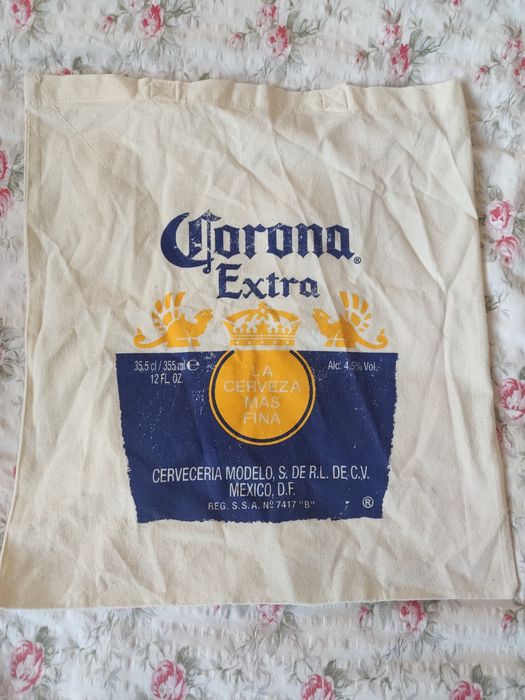 Corona®
Extra
35.5 cl / 355 ml ℮
12 FL. OZ.
Alc. 4,5% Vol.
LA
CERVEZA
MAS
FINA
CERVECERIA MODELO, S. DE R.L. DE C.V.
MEXICO, D.F.
REG. S.S.A. Nº 7417 "B" ®